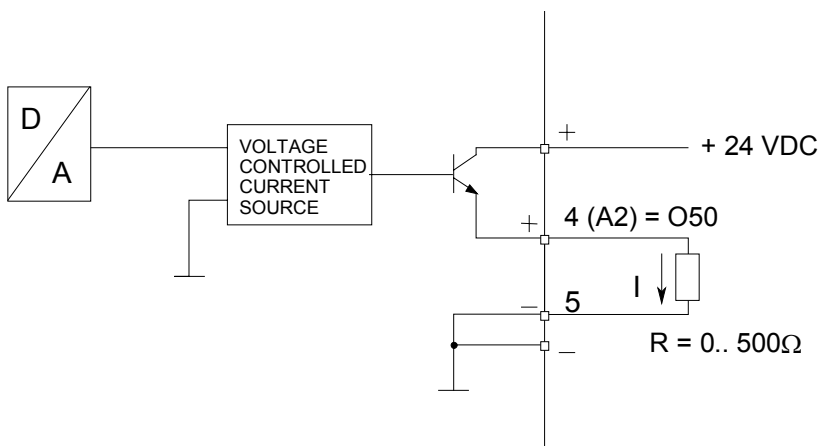 D
A
VOLTAGE
CONTROLLED
CURRENT
SOURCE
+
+ 24 VDC
+
4 (A2) = O50
I
−
5
−
R = 0.. 500Ω